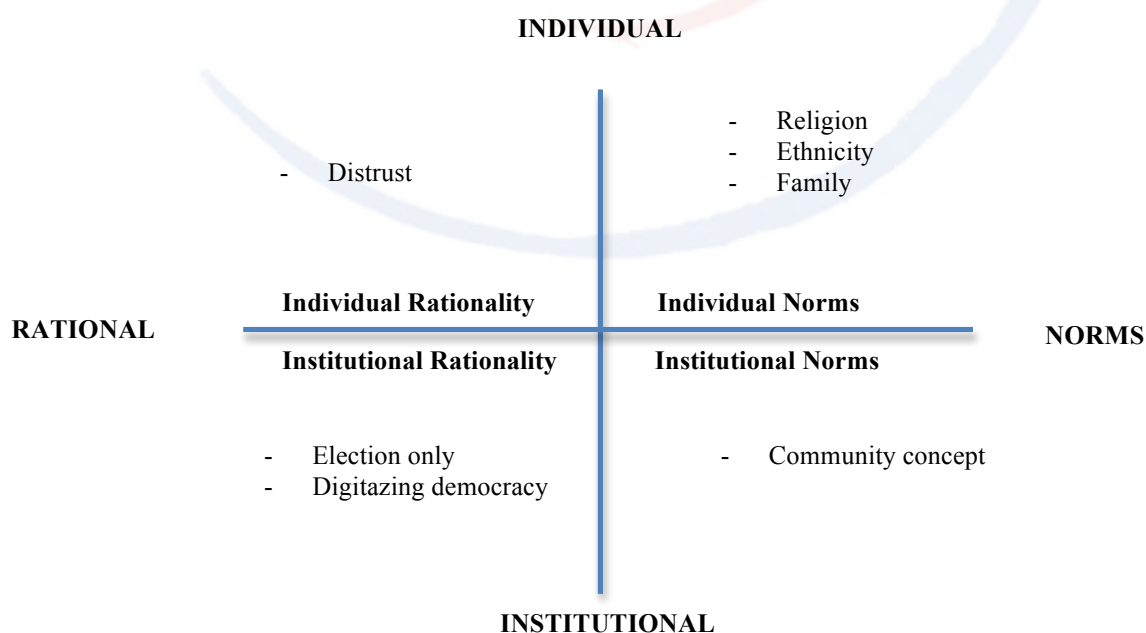 INDIVIDUAL
- Distrust
- Religion
- Ethnicity
- Family
Individual Rationality
Individual Norms
RATIONAL
NORMS
Institutional Rationality
Institutional Norms
- Election only
- Digitazing democracy
- Community concept
INSTITUTIONAL